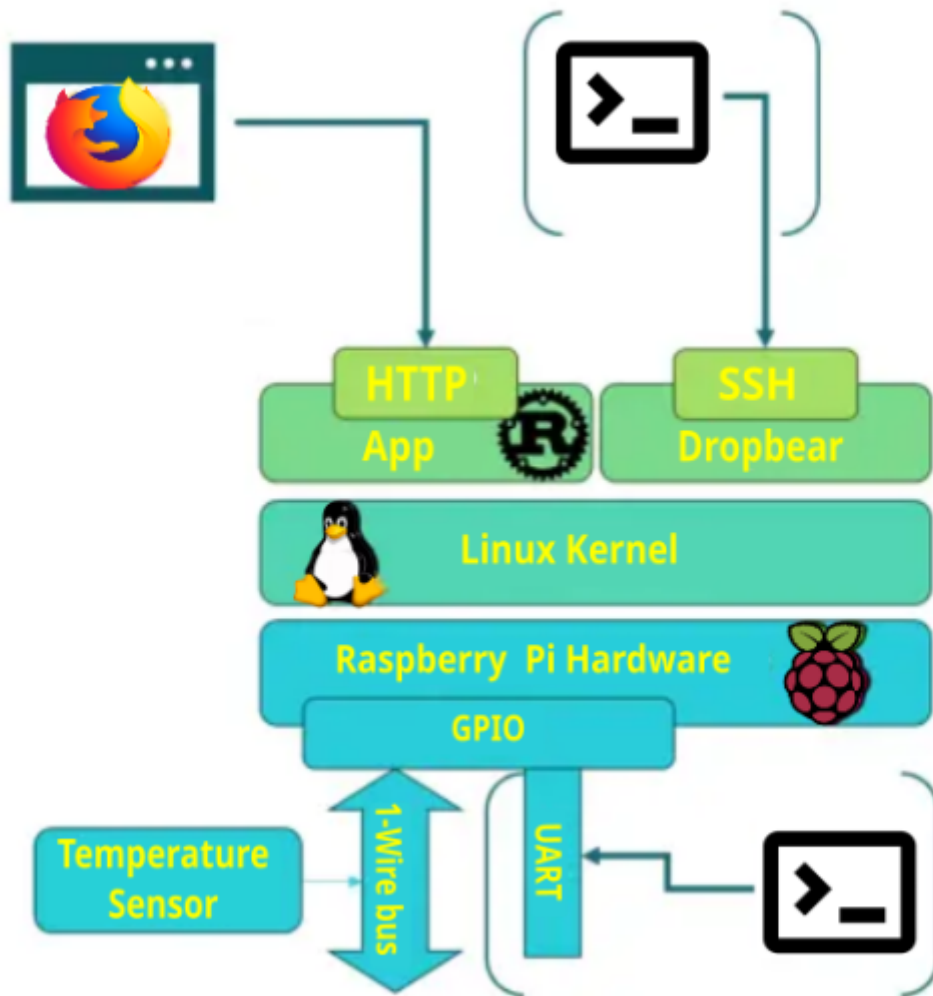 HTTP
SSH
App
R
Dropbear
Linux Kernel
Raspberry Pi Hardware
GPIO
1-Wire bus
UART
Temperature
Sensor